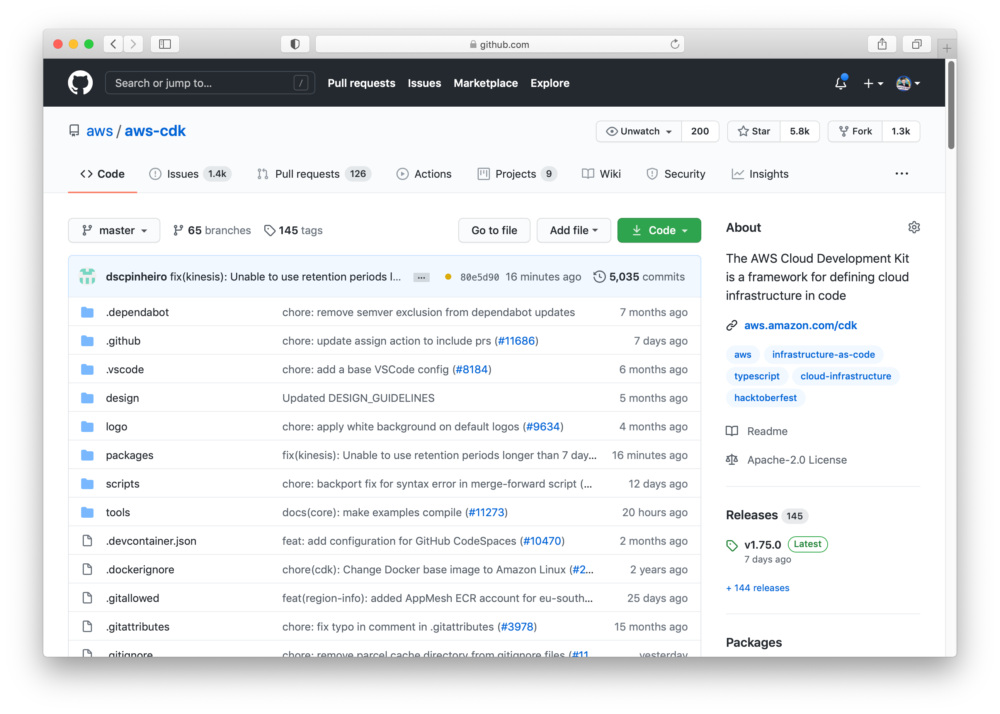 github.com
Search or jump to... /
Pull requests Issues Marketplace Explore
aws / aws-cdk
Unwatch 200 Star 5.8k Fork 1.3k
Code Issues 1.4k Pull requests 126 Actions Projects 9 Wiki Security Insights ...
master 65 branches 145 tags Go to file Add file Code
dscpinheiro fix(kinesis): Unable to use retention periods l... ... 80e5d90 16 minutes ago 5,035 commits
.dependabot chore: remove semver exclusion from dependabot updates 7 months ago
.github chore: update assign action to include prs (#11686) 7 days ago
.vscode chore: add a base VSCode config (#8184) 6 months ago
design Updated DESIGN_GUIDELINES 5 months ago
logo chore: apply white background on default logos (#9634) 4 months ago
packages fix(kinesis): Unable to use retention periods longer than 7 day... 16 minutes ago
scripts chore: backport fix for syntax error in merge-forward script (... 12 days ago
tools docs(core): make examples compile (#11273) 20 hours ago
.devcontainer.json feat: add configuration for GitHub CodeSpaces (#10470) 2 months ago
.dockerignore chore(cdk): Change Docker base image to Amazon Linux (#2... 2 years ago
.gitallowed feat(region-info): added AppMesh ECR account for eu-south... 25 days ago
.gitattributes chore: fix typo in comment in .gitattributes (#3978) 15 months ago
.gitignore chore: remove parcel cache directory from gitignore files (#11 yesterday
About
The AWS Cloud Development Kit
is a framework for defining cloud
infrastructure in code
aws.amazon.com/cdk
aws infrastructure-as-code
typescript cloud-infrastructure
hacktoberfest
Readme
Apache-2.0 License
Releases 145
v1.75.0 Latest
7 days ago
+ 144 releases
Packages